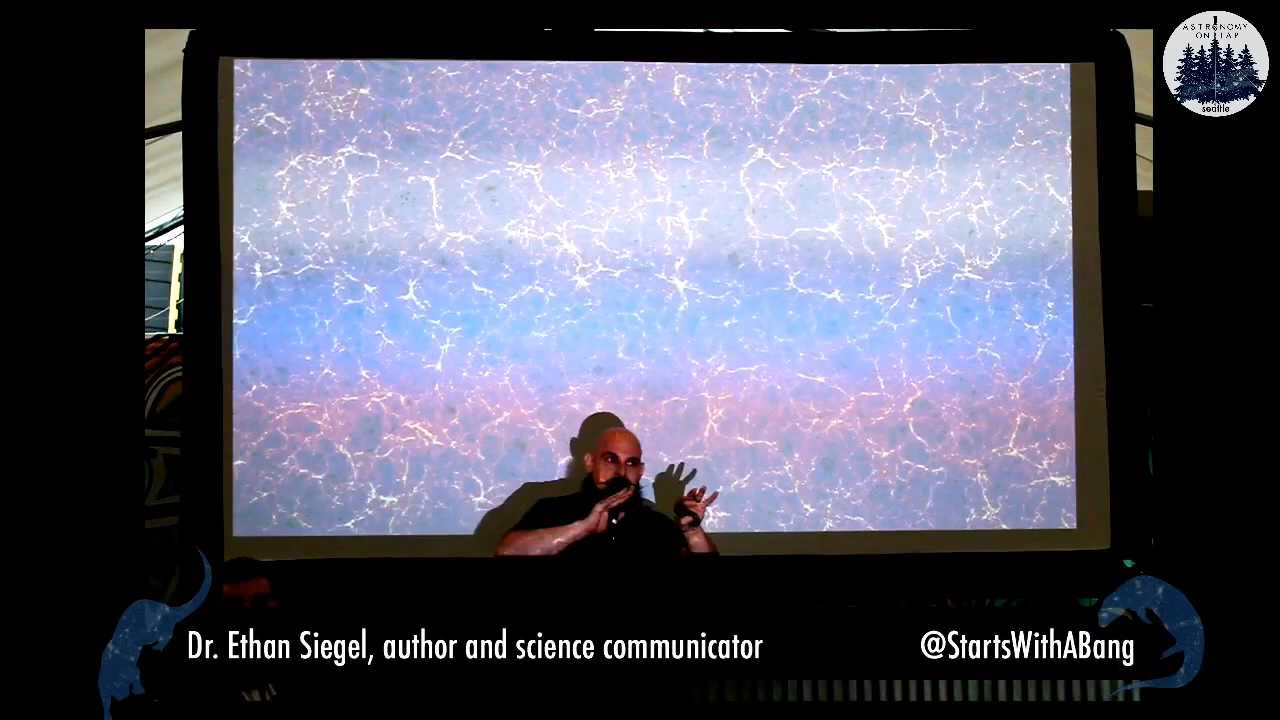 ASTRONOMY
ON TAP
seattle
Dr. Ethan Siegel, author and science communicator
@StartsWithABang